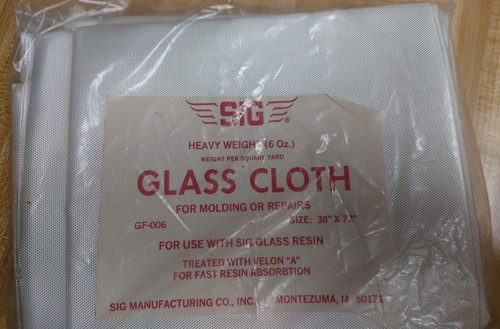 SIG ®
HEAVY WEIGHT (6 Oz.)
WEIGHT PER SQUARE YARD
GLASS CLOTH
FOR MOLDING OR REPAIRS
GF-006 SIZE: 38" X 72"
FOR USE WITH SIG GLASS RESIN
TREATED WITH VELON "A"
FOR FAST RESIN ABSORBTION
SIG MANUFACTURING CO., INC. MONTEZUMA, IA 50171